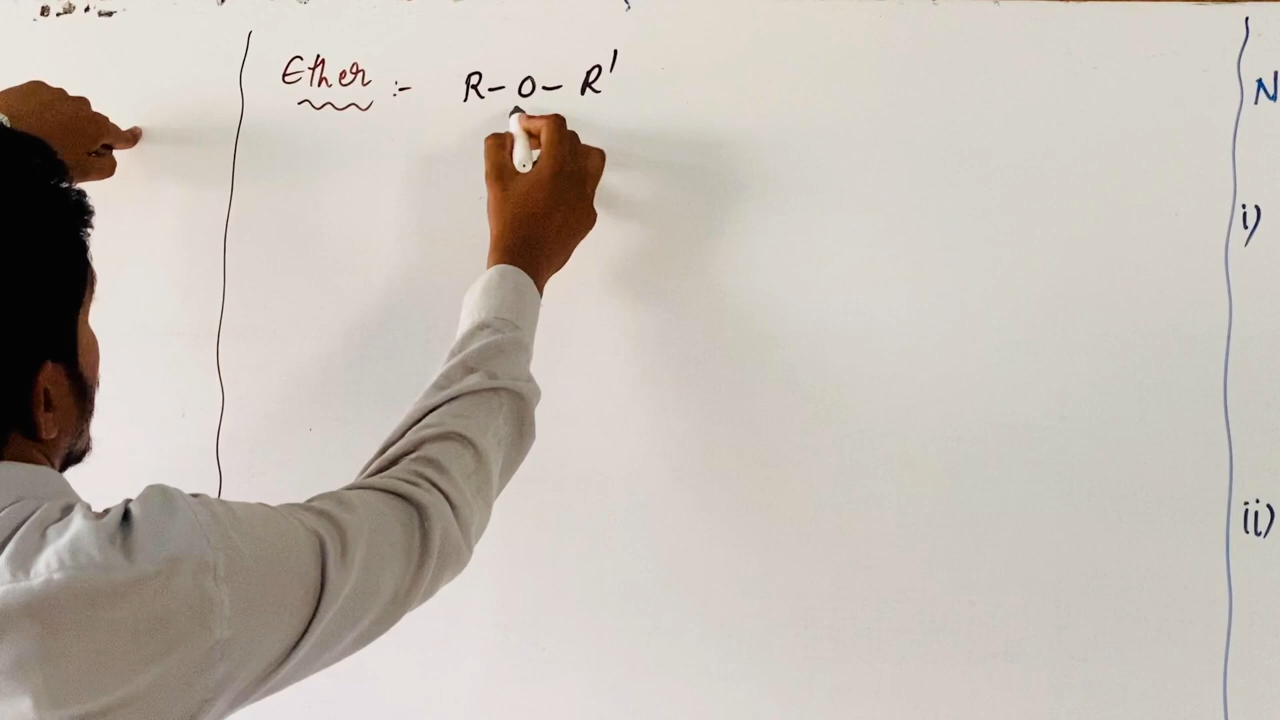 Ether :- R-O-R'
N
i)
ii)